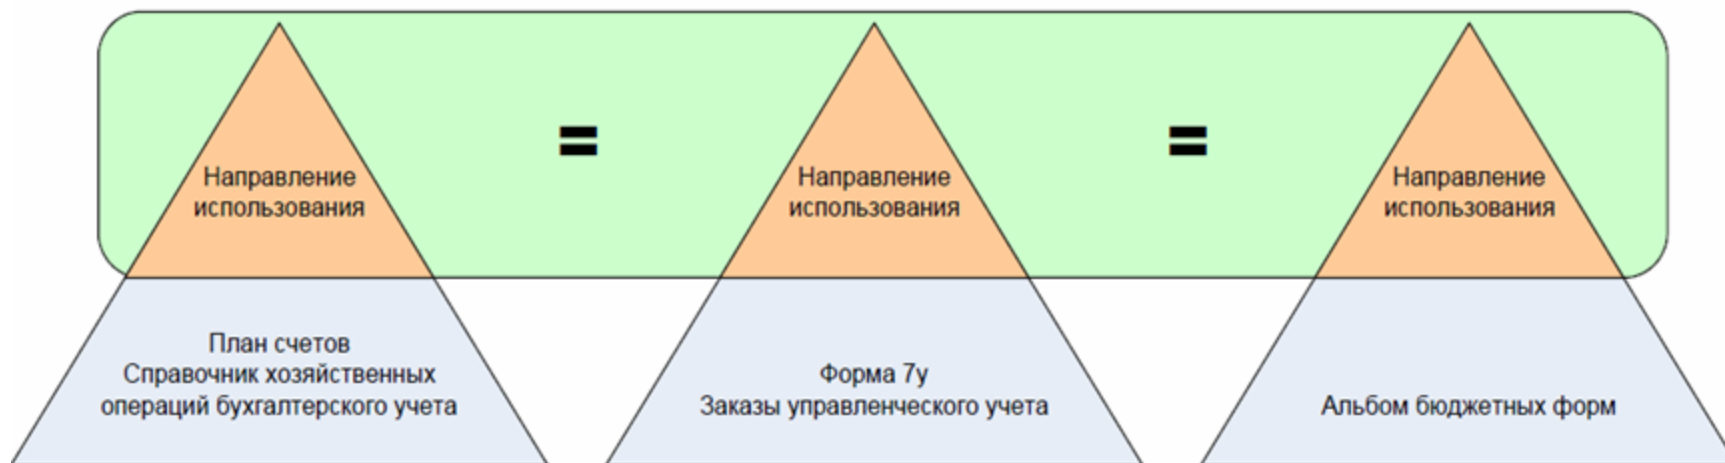 Направление
использования
=
Направление
использования
=
Направление
использования
План счетов
Справочник хозяйственных
операций бухгалтерского учета
Форма 7у
Заказы управленческого учета
Альбом бюджетных форм